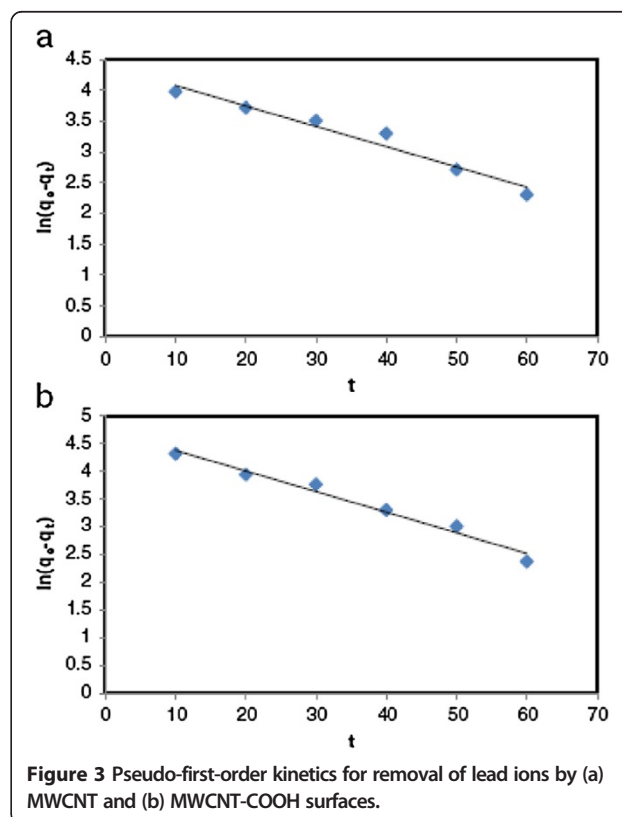 a
4.5
4
3.5
3
2.5
2
1.5
1
0.5
0
ln(qe-qt)
0 10 20 30 40 50 60 70
t
b
5
4.5
4
3.5
3
2.5
2
1.5
1
0.5
0
ln(qe-qt)
0 10 20 30 40 50 60 70
t
Figure 3 Pseudo-first-order kinetics for removal of lead ions by (a)
MWCNT and (b) MWCNT-COOH surfaces.